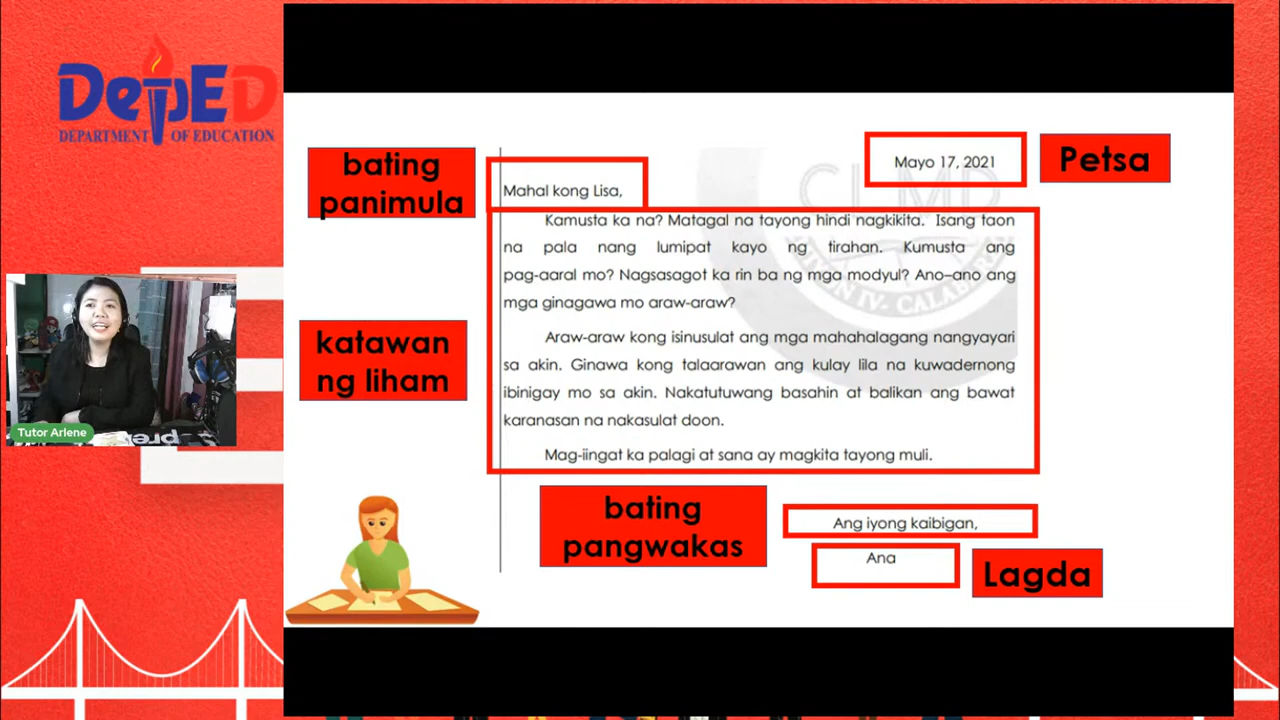 DepED
DEPARTMENT OF EDUCATION
bating
panimula
Mayo 17, 2021
Petsa
Mahal kong Lisa,
Kamusta ka na? Matagal na tayong hindi nagkikita. Isang taon
na pala nang lumipat kayo ng tirahan. Kumusta ang
pag-aaral mo? Nagsasagot ka rin ba ng mga modyul? Ano–ano ang
mga ginagawa mo araw-araw?
katawan
ng liham
Araw-araw kong isinusulat ang mga mahahalagang nangyayari
sa akin. Ginawa kong talaarawan ang kulay lila na kuwadernong
ibinigay mo sa akin. Nakatutuwang basahin at balikan ang bawat
karanasan na nakasulat doon.
Mag-iingat ka palagi at sana ay magkita tayong muli.
Tutor Arlene
bating
pangwakas
Ang iyong kaibigan,
Ana
Lagda